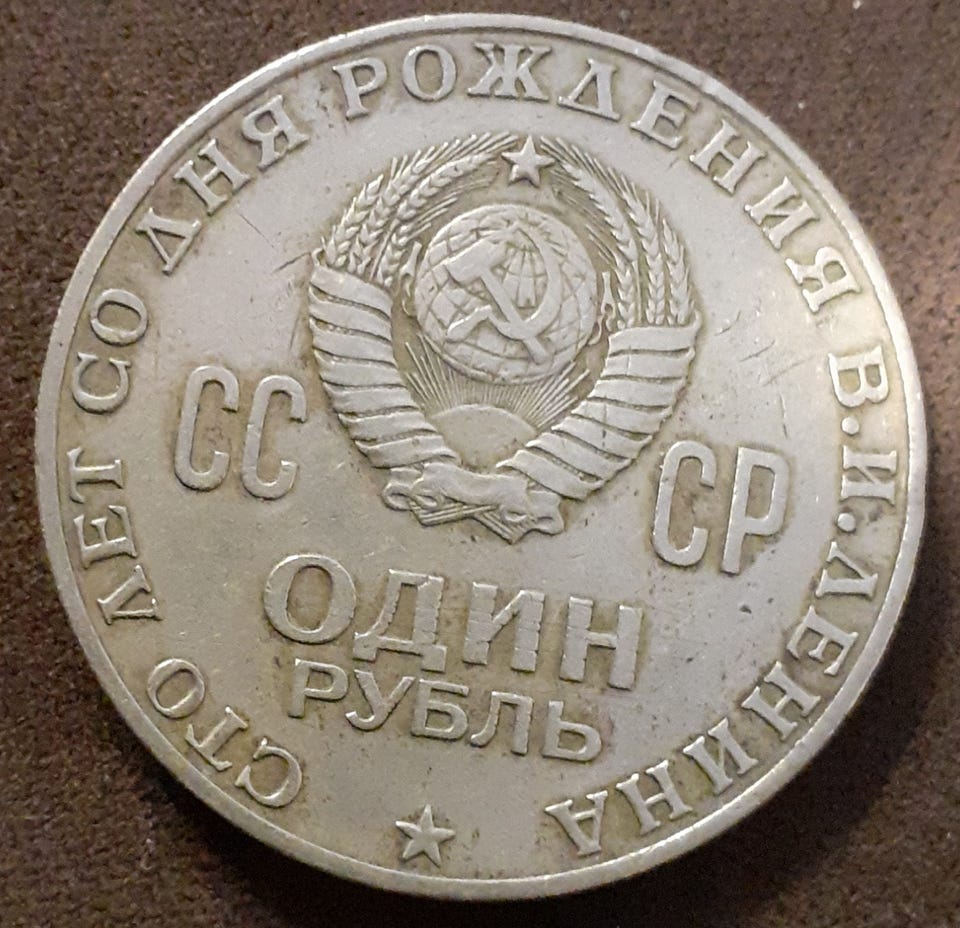 СТО ЛЕТ СО ДНЯ РОЖДЕНИЯ В.И.ЛЕНИНА
СС СР
ОДИН
РУБЛЬ